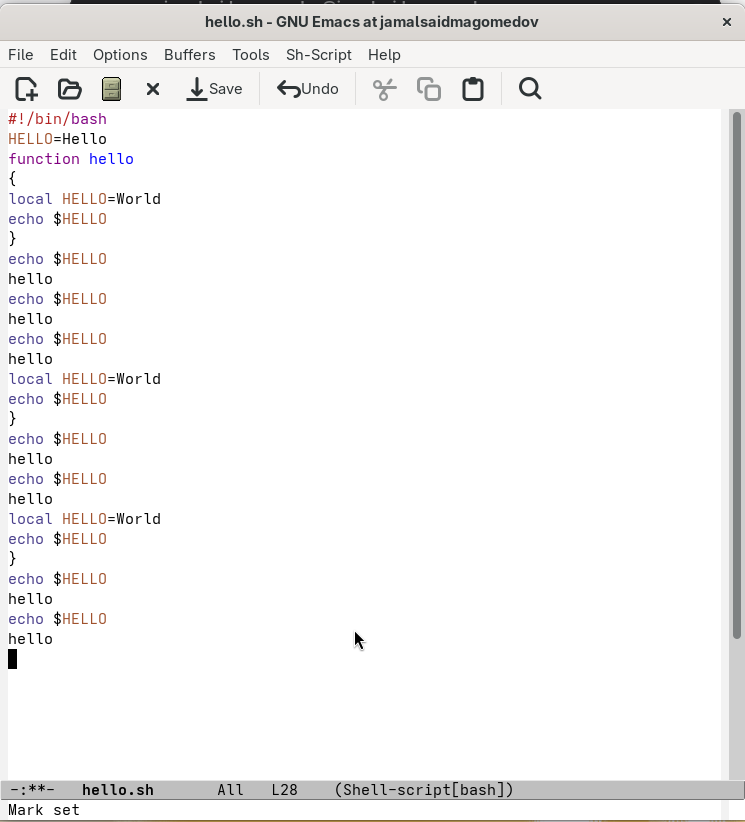 hello.sh - GNU Emacs at jamalsaidmagomedov
File Edit Options Buffers Tools Sh-Script Help
Save Undo
#!/bin/bash
HELLO=Hello
function hello
{
local HELLO=World
echo $HELLO
}
echo $HELLO
hello
echo $HELLO
hello
echo $HELLO
hello
local HELLO=World
echo $HELLO
}
echo $HELLO
hello
echo $HELLO
hello
local HELLO=World
echo $HELLO
}
echo $HELLO
hello
echo $HELLO
hello
-:**- hello.sh All L28 (Shell-script[bash])
Mark set